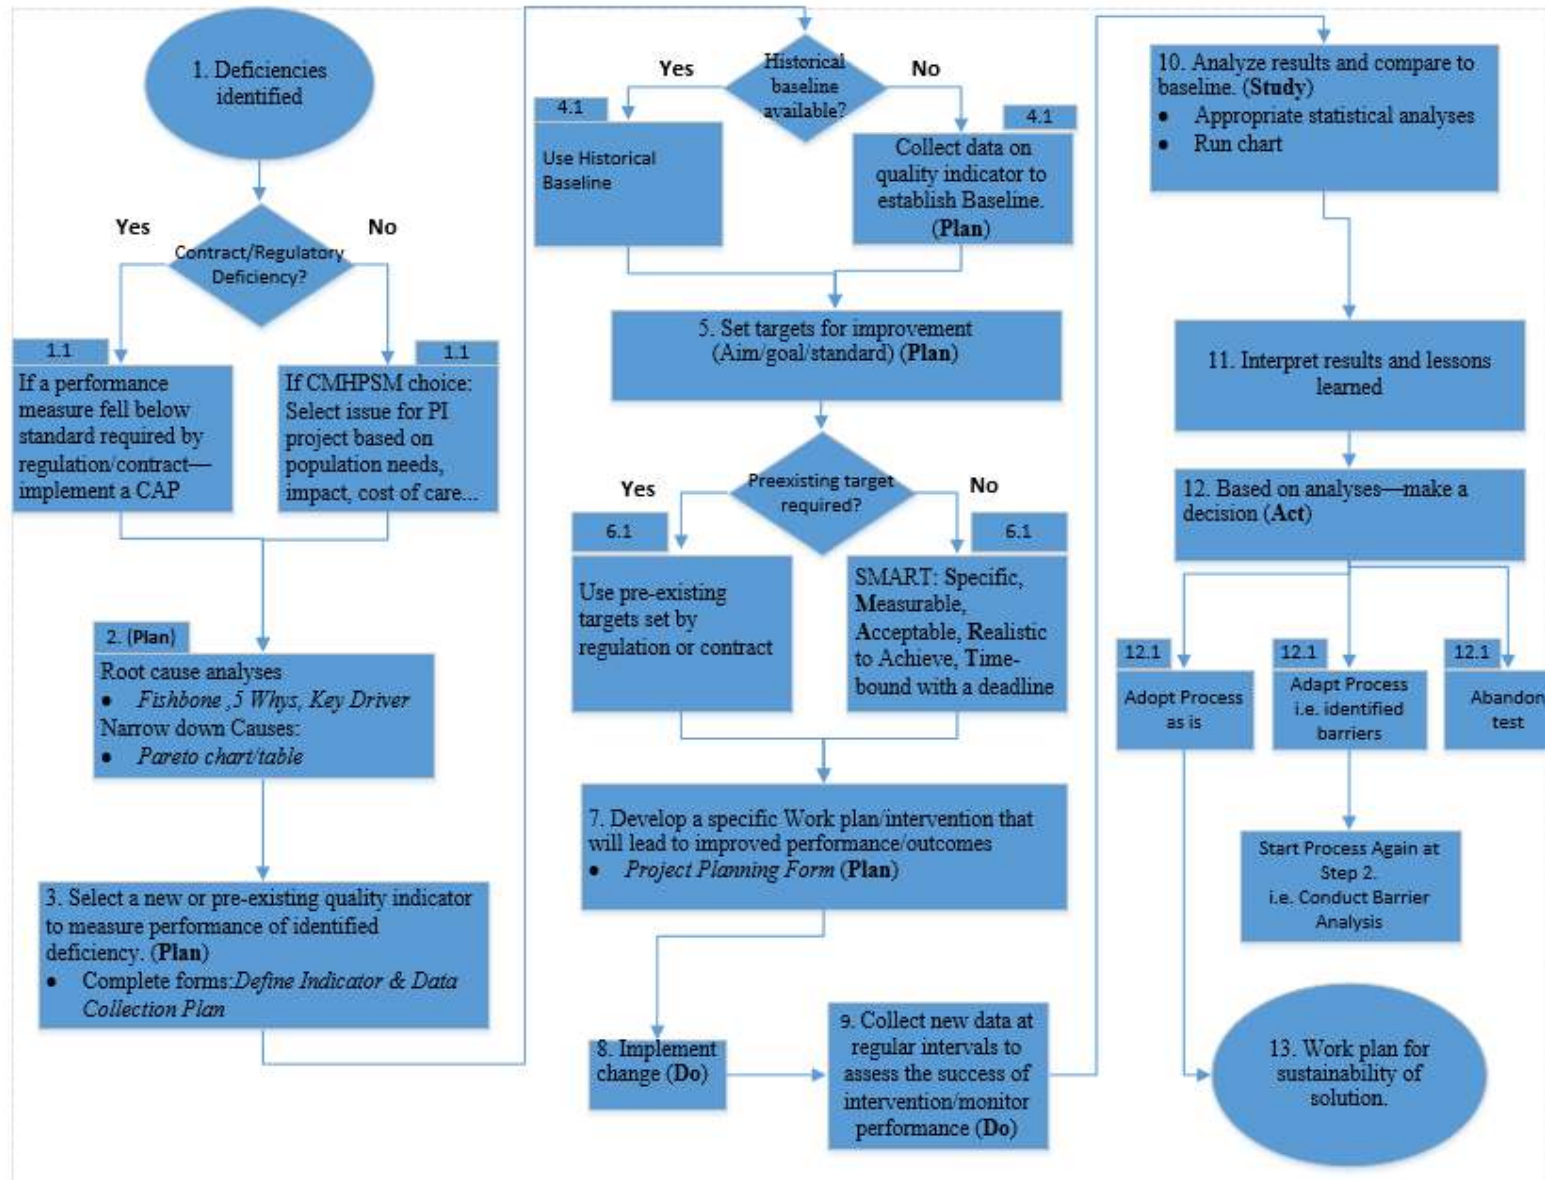 1. Deficiencies
identified
Yes
No
Contract/Regulatory
Deficiency?
1.1
If a performance
measure fell below
standard required by
regulation/contract—
implement a CAP
1.1
If CMHPSM choice:
Select issue for PI
project based on
population needs,
impact, cost of care...
2. (Plan)
Root cause analyses
• Fishbone ,5 Whys, Key Driver
Narrow down Causes:
• Pareto chart/table
3. Select a new or pre-existing quality indicator
to measure performance of identified
deficiency. (Plan)
• Complete forms:Define Indicator & Data
Collection Plan
Historical
baseline
available?
Yes
No
4.1
Use Historical
Baseline
4.1
Collect data on
quality indicator to
establish Baseline.
(Plan)
5. Set targets for improvement
(Aim/goal/standard) (Plan)
Preexisting target
required?
Yes
No
6.1
Use pre-existing
targets set by
regulation or contract
6.1
SMART: Specific,
Measurable,
Acceptable, Realistic
to Achieve, Time-
bound with a deadline
7. Develop a specific Work plan/intervention that
will lead to improved performance/outcomes
• Project Planning Form (Plan)
8. Implement
change (Do)
9. Collect new data at
regular intervals to
assess the success of
intervention/monitor
performance (Do)
10. Analyze results and compare to
baseline. (Study)
• Appropriate statistical analyses
• Run chart
11. Interpret results and lessons
learned
12. Based on analyses—make a
decision (Act)
12.1
Adopt Process
as is
12.1
Adapt Process
i.e. identified
barriers
12.1
Abandon
test
Start Process Again at
Step 2.
i.e. Conduct Barrier
Analysis
13. Work plan for
sustainability of
solution.